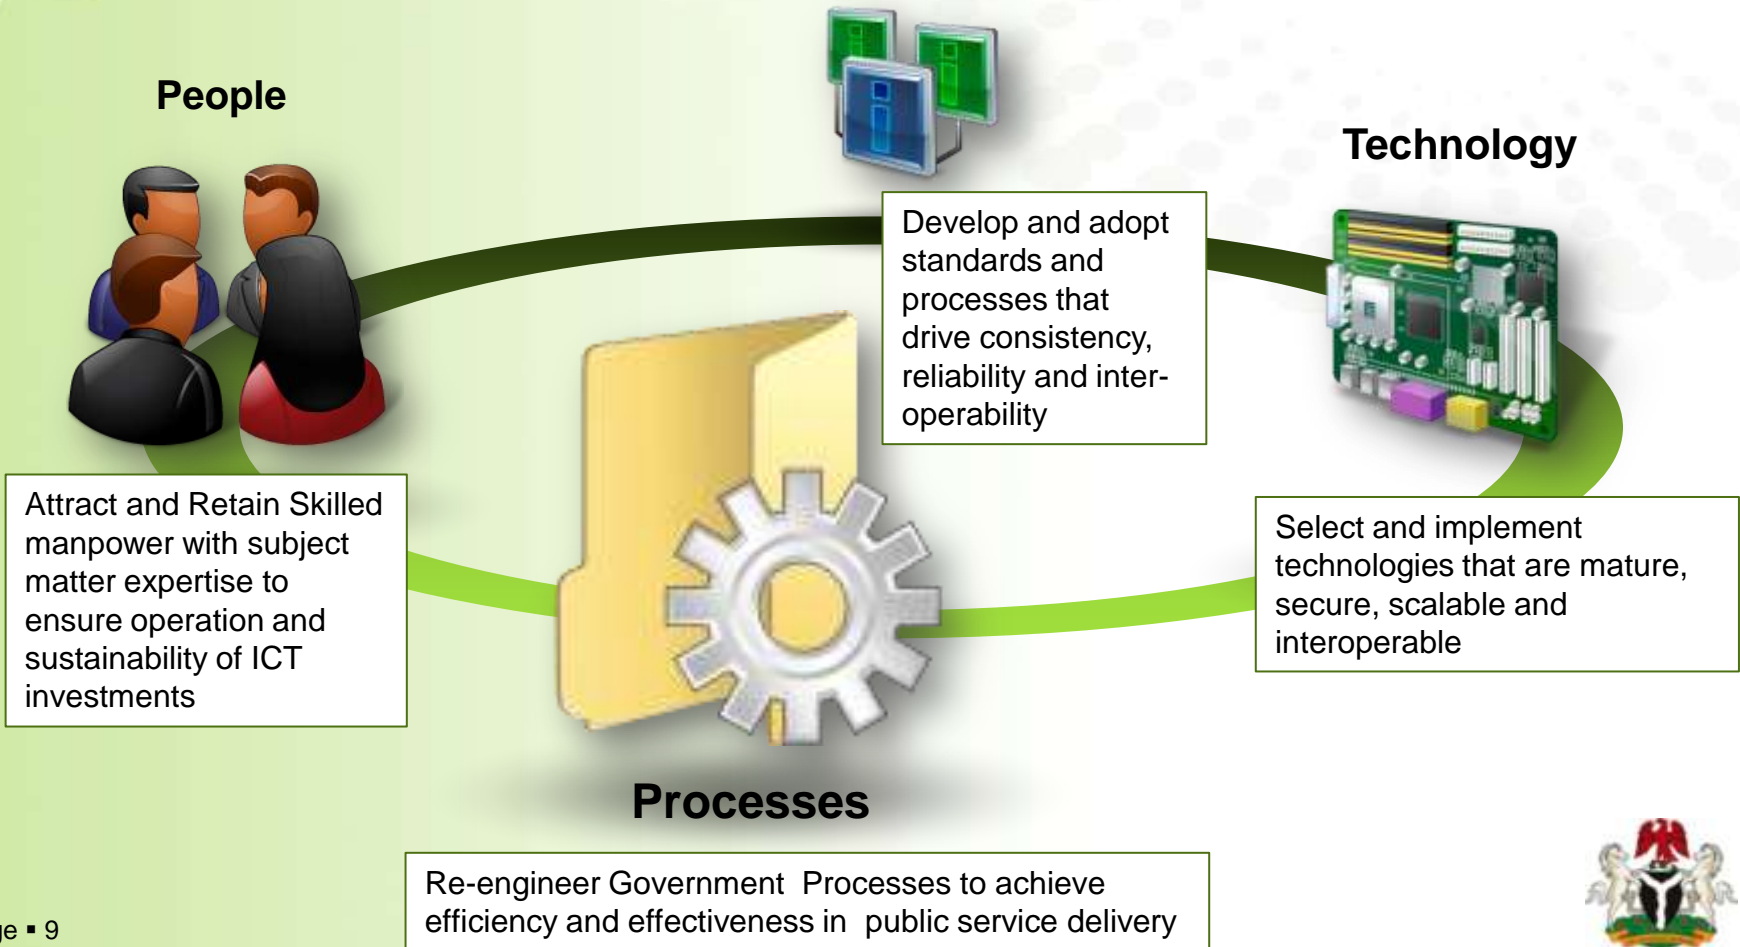 People
Technology
Develop and adopt
standards and
processes that
drive consistency,
reliability and inter-
operability
Attract and Retain Skilled
manpower with subject
matter expertise to
ensure operation and
sustainability of ICT
investments
Select and implement
technologies that are mature,
secure, scalable and
interoperable
Processes
Re-engineer Government Processes to achieve
efficiency and effectiveness in public service delivery
ge ▪ 9